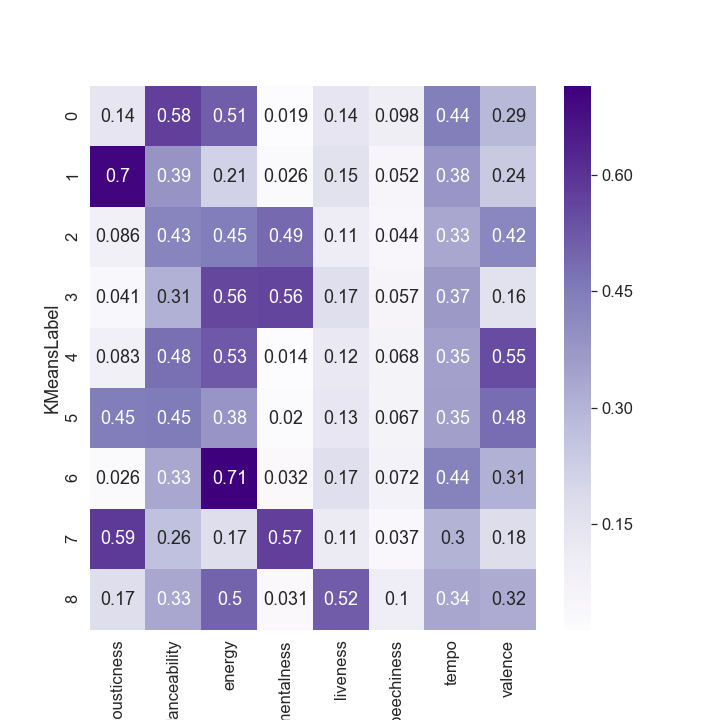 0 0.14 0.58 0.51 0.019 0.14 0.098 0.44 0.29
1 0.7 0.39 0.21 0.026 0.15 0.052 0.38 0.24
2 0.086 0.43 0.45 0.49 0.11 0.044 0.33 0.42
3 0.041 0.31 0.56 0.56 0.17 0.057 0.37 0.16
4 0.083 0.48 0.53 0.014 0.12 0.068 0.35 0.55
5 0.45 0.45 0.38 0.02 0.13 0.067 0.35 0.48
6 0.026 0.33 0.71 0.032 0.17 0.072 0.44 0.31
7 0.59 0.26 0.17 0.57 0.11 0.037 0.3 0.18
8 0.17 0.33 0.5 0.031 0.52 0.1 0.34 0.32
KMeansLabel
ousticness
anceability
energy
mentalness
liveness
eechiness
tempo
valence
0.60
0.45
0.30
0.15